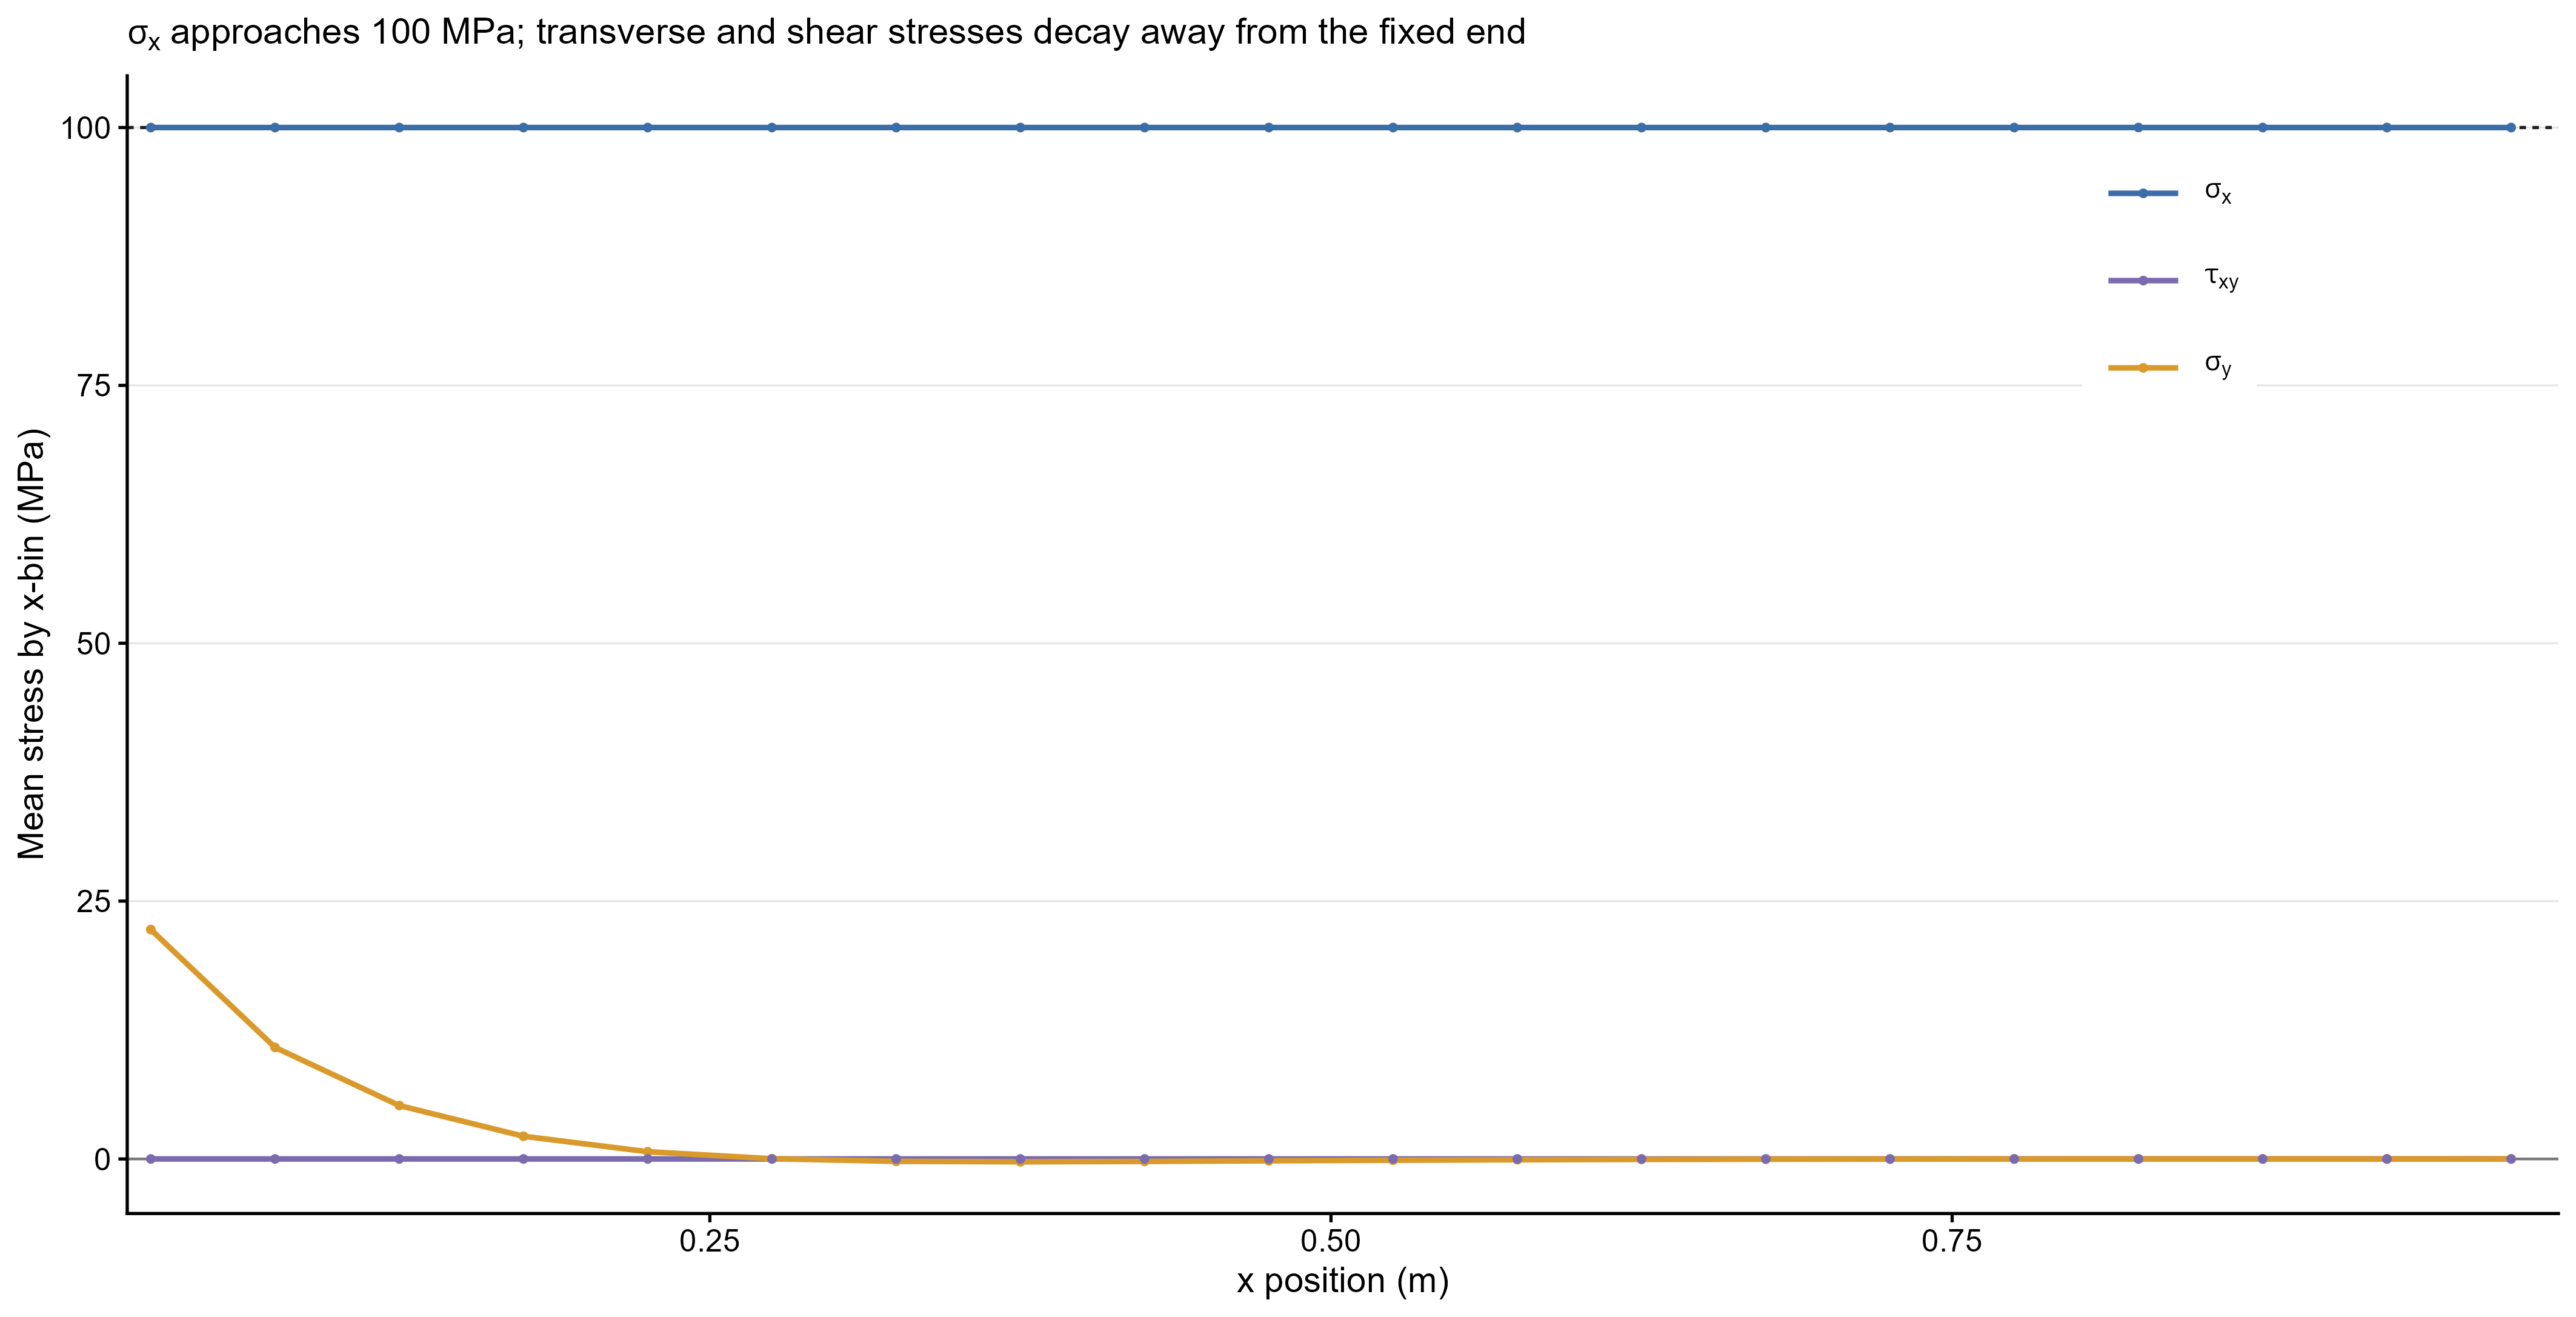 σx approaches 100 MPa; transverse and shear stresses decay away from the fixed end
100
75
50
25
0
Mean stress by x-bin (MPa)
σx
τxy
σy
0.25 0.50 0.75
x position (m)